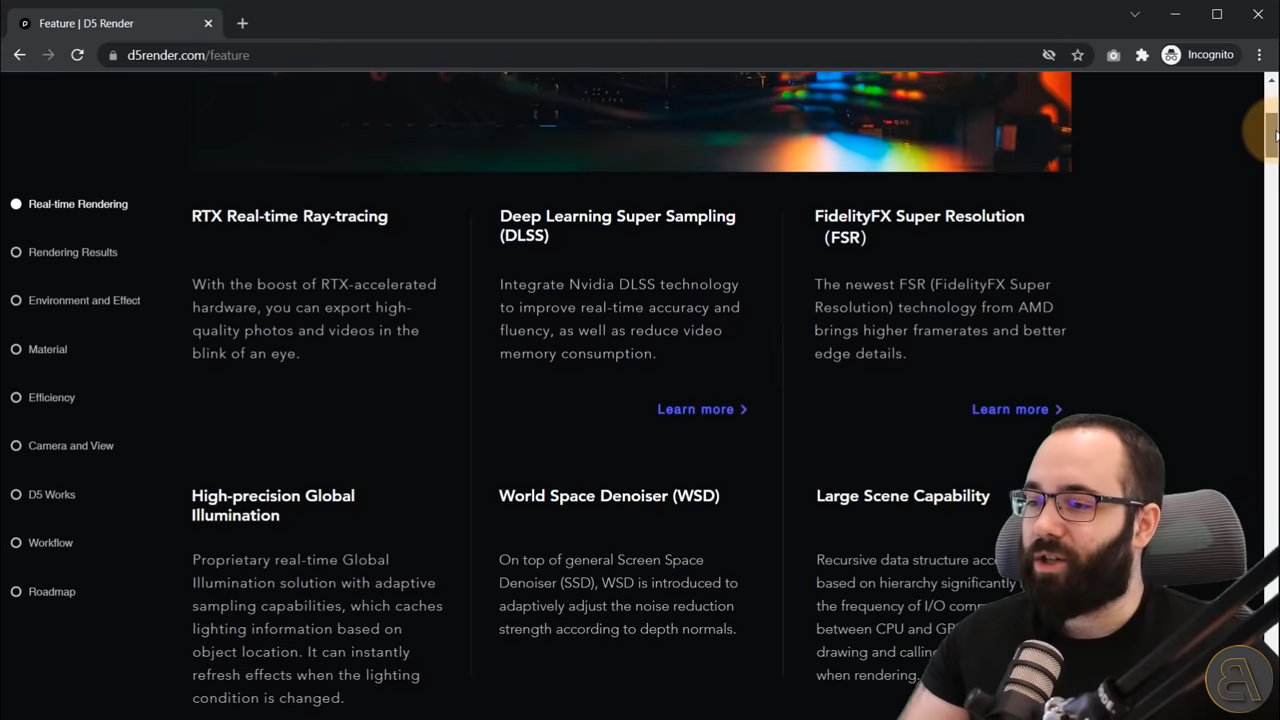 Feature | D5 Render
d5render.com/feature
Incognito
Real-time Rendering
Rendering Results
Environment and Effect
Material
Efficiency
Camera and View
D5 Works
Workflow
Roadmap
RTX Real-time Ray-tracing
With the boost of RTX-accelerated
hardware, you can export high-
quality photos and videos in the
blink of an eye.
Deep Learning Super Sampling
(DLSS)
Integrate Nvidia DLSS technology
to improve real-time accuracy and
fluency, as well as reduce video
memory consumption.
Learn more
FidelityFX Super Resolution
（FSR）
The newest FSR (FidelityFX Super
Resolution) technology from AMD
brings higher framerates and better
edge details.
Learn more
High-precision Global
Illumination
Proprietary real-time Global
Illumination solution with adaptive
sampling capabilities, which caches
lighting information based on
object location. It can instantly
refresh effects when the lighting
condition is changed.
World Space Denoiser (WSD)
On top of general Screen Space
Denoiser (SSD), WSD is introduced to
adaptively adjust the noise reduction
strength according to depth normals.
Large Scene Capability
Recursive data structure
based on hierarchy significantly
the frequency of I/O
between CPU and
drawing and
when rendering.